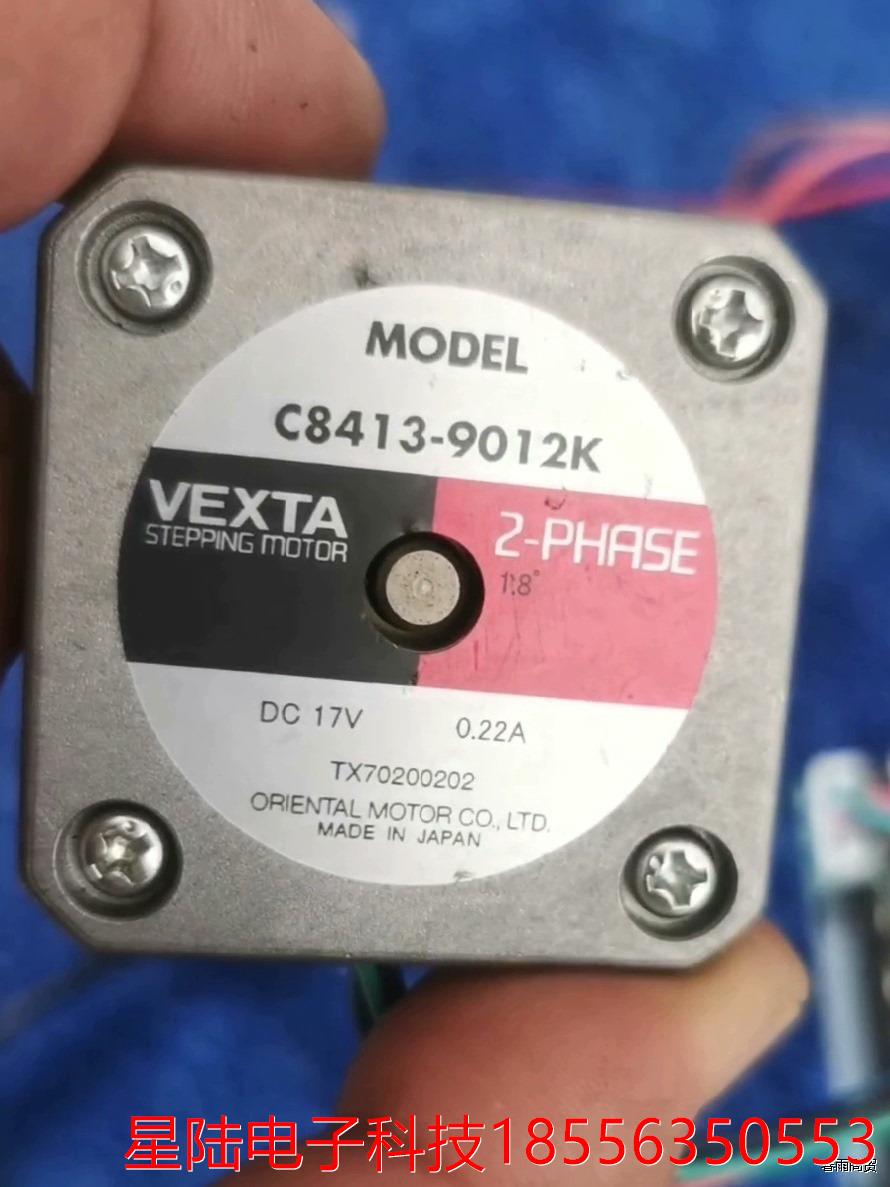 MODEL
C8413-9012K
VEXTA
STEPPING MOTOR
2-PHASE
1.8°
DC 17V 0.22A
TX70200202
ORIENTAL MOTOR CO., LTD.
MADE IN JAPAN
星陆电子科技18556350553